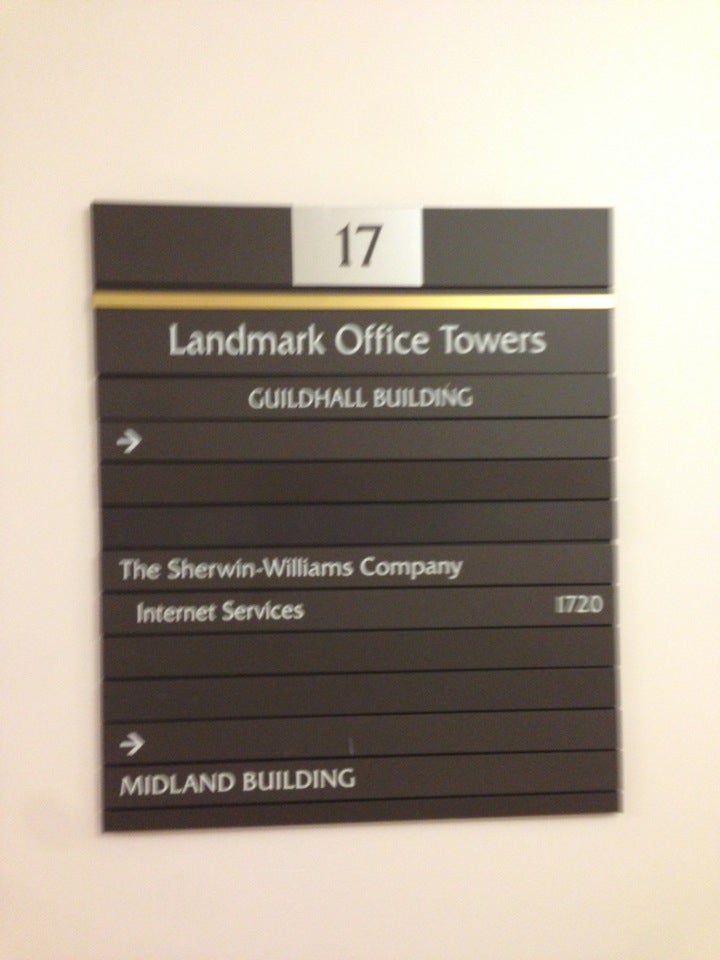 17
Landmark Office Towers
GUILDHALL BUILDING
→
The Sherwin-Williams Company
Internet Services 1720
→
MIDLAND BUILDING